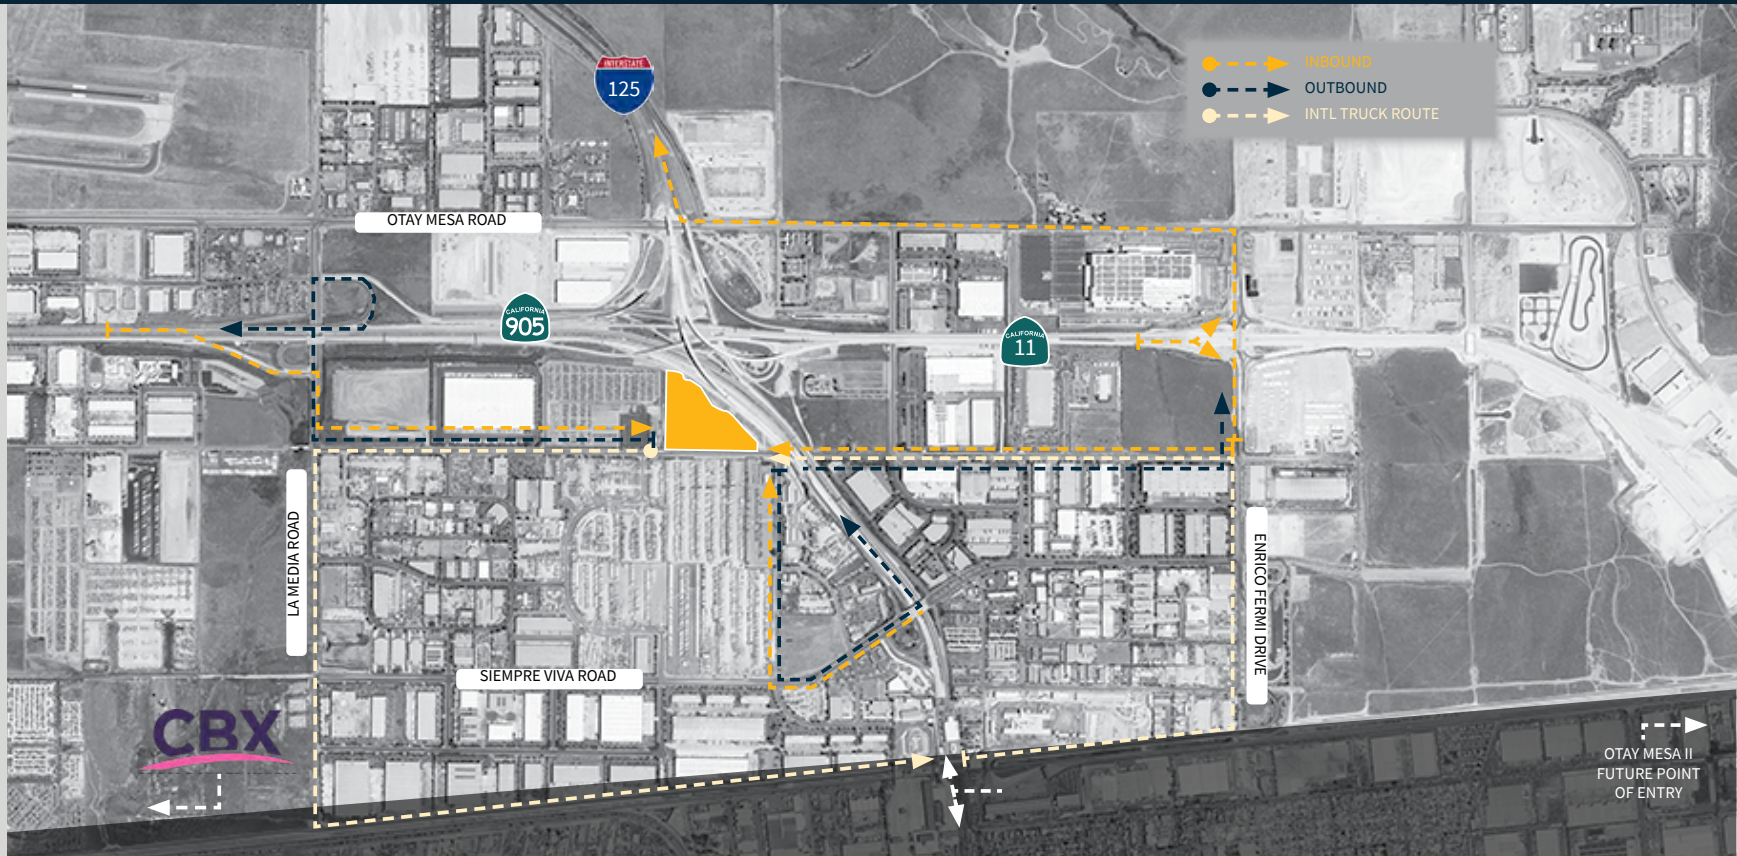 INTERSTATE
125
INBOUND
OUTBOUND
INTL TRUCK ROUTE
OTAY MESA ROAD
CALIFORNIA
905
CALIFORNIA
11
LA MEDIA ROAD
ENRICO FERMI DRIVE
SIEMPRE VIVA ROAD
CBX
OTAY MESA II
FUTURE POINT
OF ENTRY